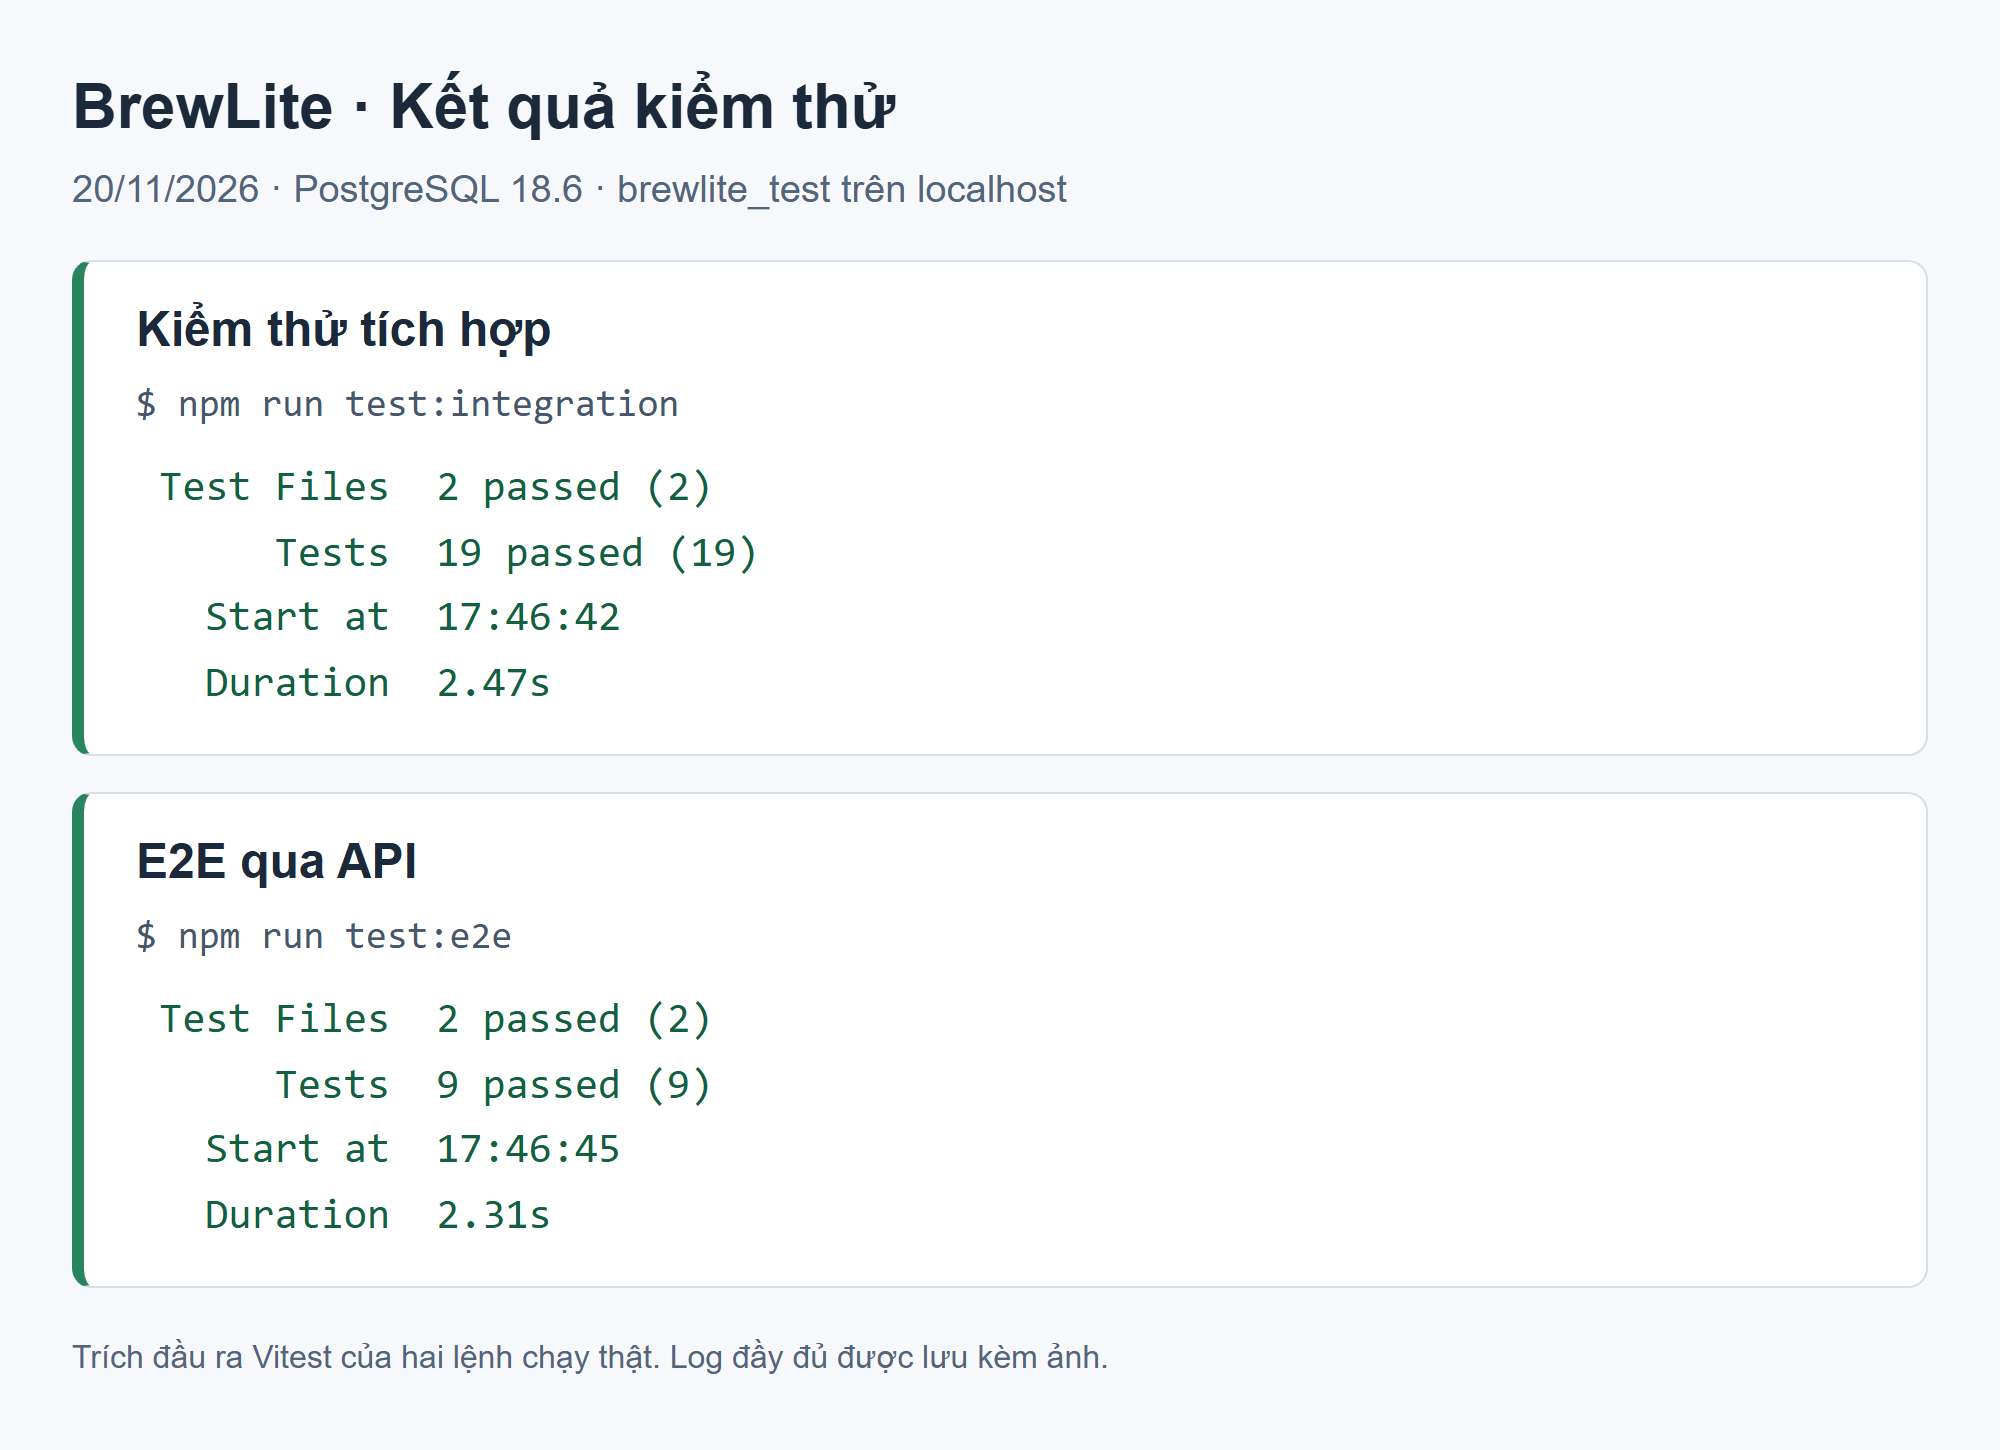 BrewLite · Kết quả kiểm thử
20/11/2026 · PostgreSQL 18.6 · brewlite_test trên localhost
Kiểm thử tích hợp
$ npm run test:integration
Test Files  2 passed (2)
Tests  19 passed (19)
Start at  17:46:42
Duration  2.47s
E2E qua API
$ npm run test:e2e
Test Files  2 passed (2)
Tests  9 passed (9)
Start at  17:46:45
Duration  2.31s
Trích đầu ra Vitest của hai lệnh chạy thật. Log đầy đủ được lưu kèm ảnh.